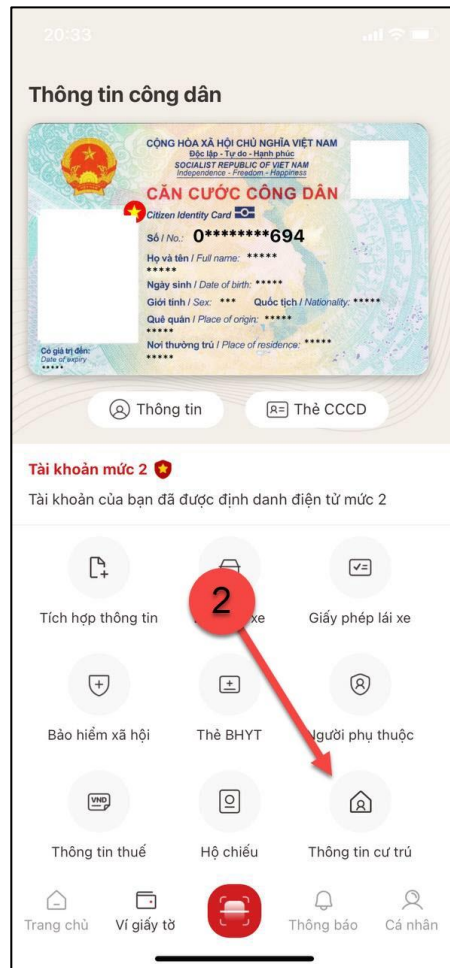 20:33
Thông tin công dân
CỘNG HÒA XÃ HỘI CHỦ NGHĨA VIỆT NAM
Độc lập - Tự do - Hạnh phúc
SOCIALIST REPUBLIC OF VIET NAM
Independence - Freedom - Happiness
CĂN CƯỚC CÔNG DÂN
Citizen Identity Card
Số / No.: 0********694
Họ và tên / Full name: *****
*****
Ngày sinh / Date of birth: *****
Giới tính / Sex: *** Quốc tịch / Nationality: *****
Quê quán / Place of origin: *****
*****
Nơi thường trú / Place of residence: *****
*****
Có giá trị đến:
Date of expiry
*****
Thông tin
Thẻ CCCD
Tài khoản mức 2
Tài khoản của bạn đã được định danh điện tử mức 2
Tích hợp thông tin
xe
Giấy phép lái xe
2
Bảo hiểm xã hội
Thẻ BHYT
Người phụ thuộc
VND
Thông tin thuế
Hộ chiếu
Thông tin cư trú
Trang chủ
Ví giấy tờ
Thông báo
Cá nhân